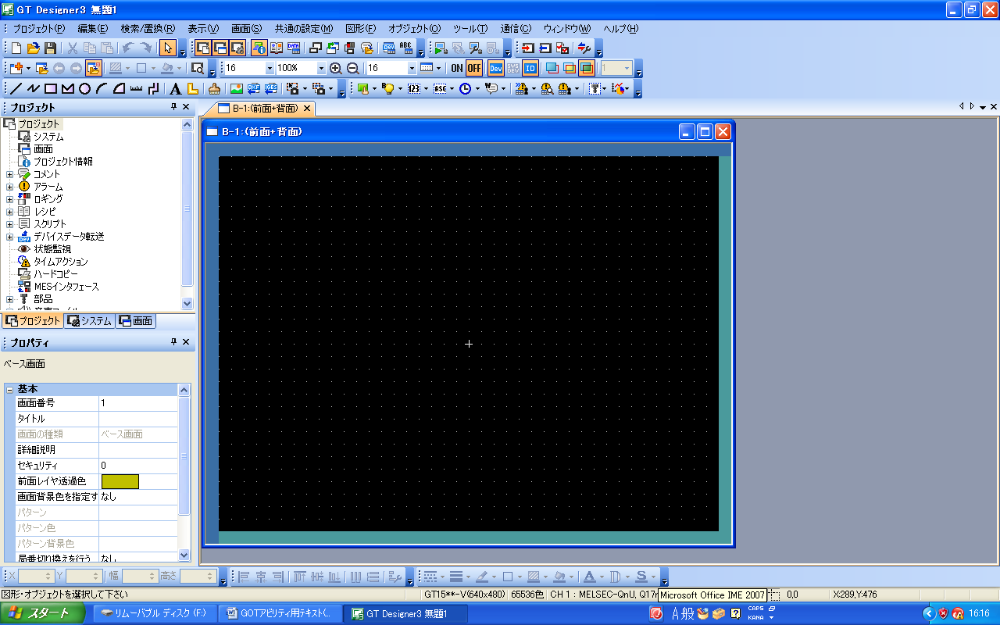 GT Designer3 無題1
プロジェクト(P) 編集(E) 検索/置換(R) 表示(V) 画面(S) 共通の設定(M) 図形(F) オブジェクト(O) ツール(T) 通信(C) ウィンドウ(W) ヘルプ(H)
16 100% 16 ON OFF Dev ID 1
プロジェクト
B-1:(前面+背面)
B-1:(前面+背面)
プロジェクト
システム
画面
プロジェクト情報
コメント
アラーム
ロギング
レシピ
スクリプト
デバイスデータ転送
状態監視
タイムアクション
ハードコピー
MESインタフェース
部品
プロジェクト システム 画面
プロパティ
ベース画面
基本
画面番号 1
タイトル
画面の種類 ベース画面
詳細説明
セキュリティ 0
前面レイヤ透過色
画面背景色を指定す なし
パターン
パターン色
パターン背景色
局番切り換えを行う なし
X Y 幅 高さ
図形・オブジェクトを選択して下さい GT15**-V(640x480) 65536色 CH 1 : MELSEC-QnU, Q17n Microsoft Office IME 2007 0,0 X:289,Y:476
スタート リムーバブル ディスク (F:) GOTアビリティ用テキスト(... GT Designer3 無題1 A 般 CAPS KANA 16:16